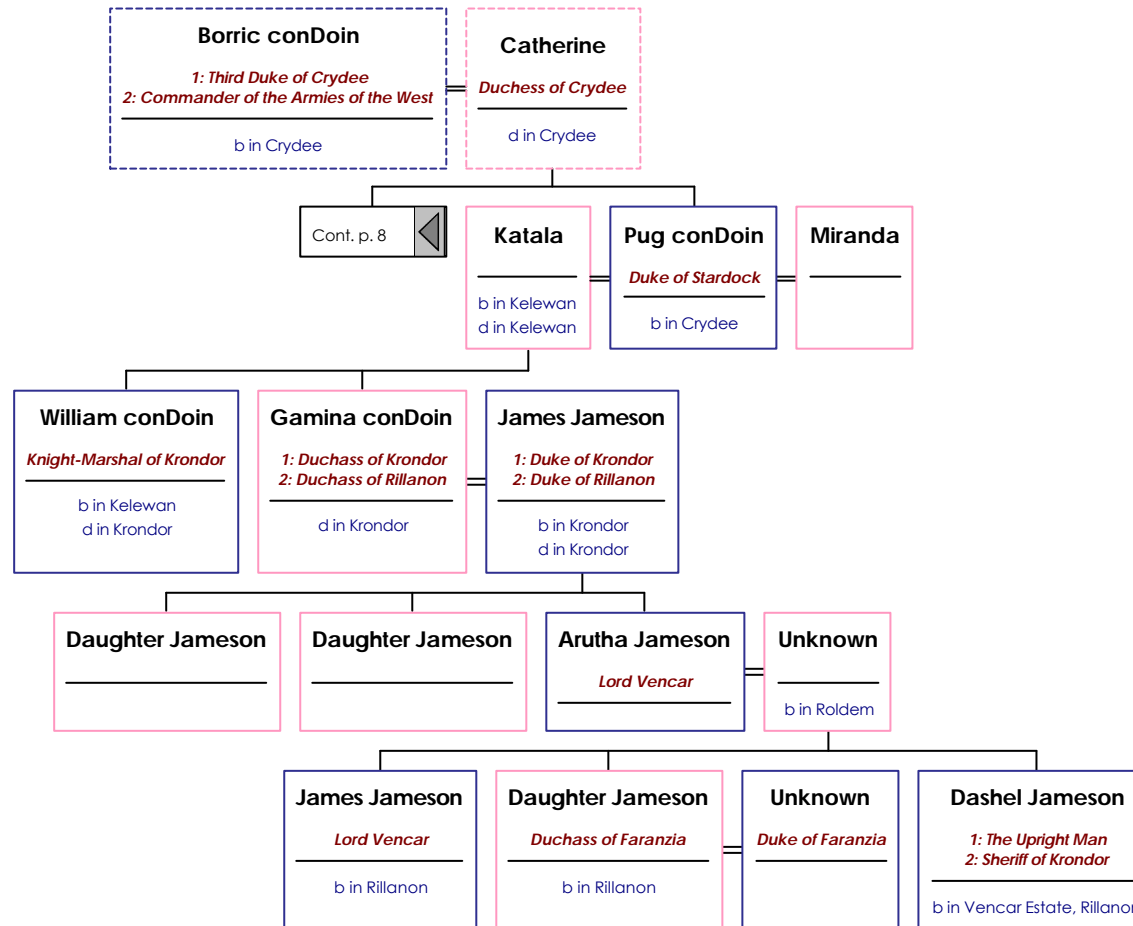 Borric conDoin
1: Third Duke of Crydee
2: Commander of the Armies of the West
b in Crydee
Catherine
Duchess of Crydee
d in Crydee
Cont. p. 8
Katala
b in Kelewan
d in Kelewan
Pug conDoin
Duke of Stardock
b in Crydee
Miranda
William conDoin
Knight-Marshal of Krondor
b in Kelewan
d in Krondor
Gamina conDoin
1: Duchass of Krondor
2: Duchass of Rillanon
d in Krondor
James Jameson
1: Duke of Krondor
2: Duke of Rillanon
b in Krondor
d in Krondor
Daughter Jameson
Daughter Jameson
Arutha Jameson
Lord Vencar
Unknown
b in Roldem
James Jameson
Lord Vencar
b in Rillanon
Daughter Jameson
Duchass of Faranzia
b in Rillanon
Unknown
Duke of Faranzia
Dashel Jameson
1: The Upright Man
2: Sheriff of Krondor
b in Vencar Estate, Rillanon